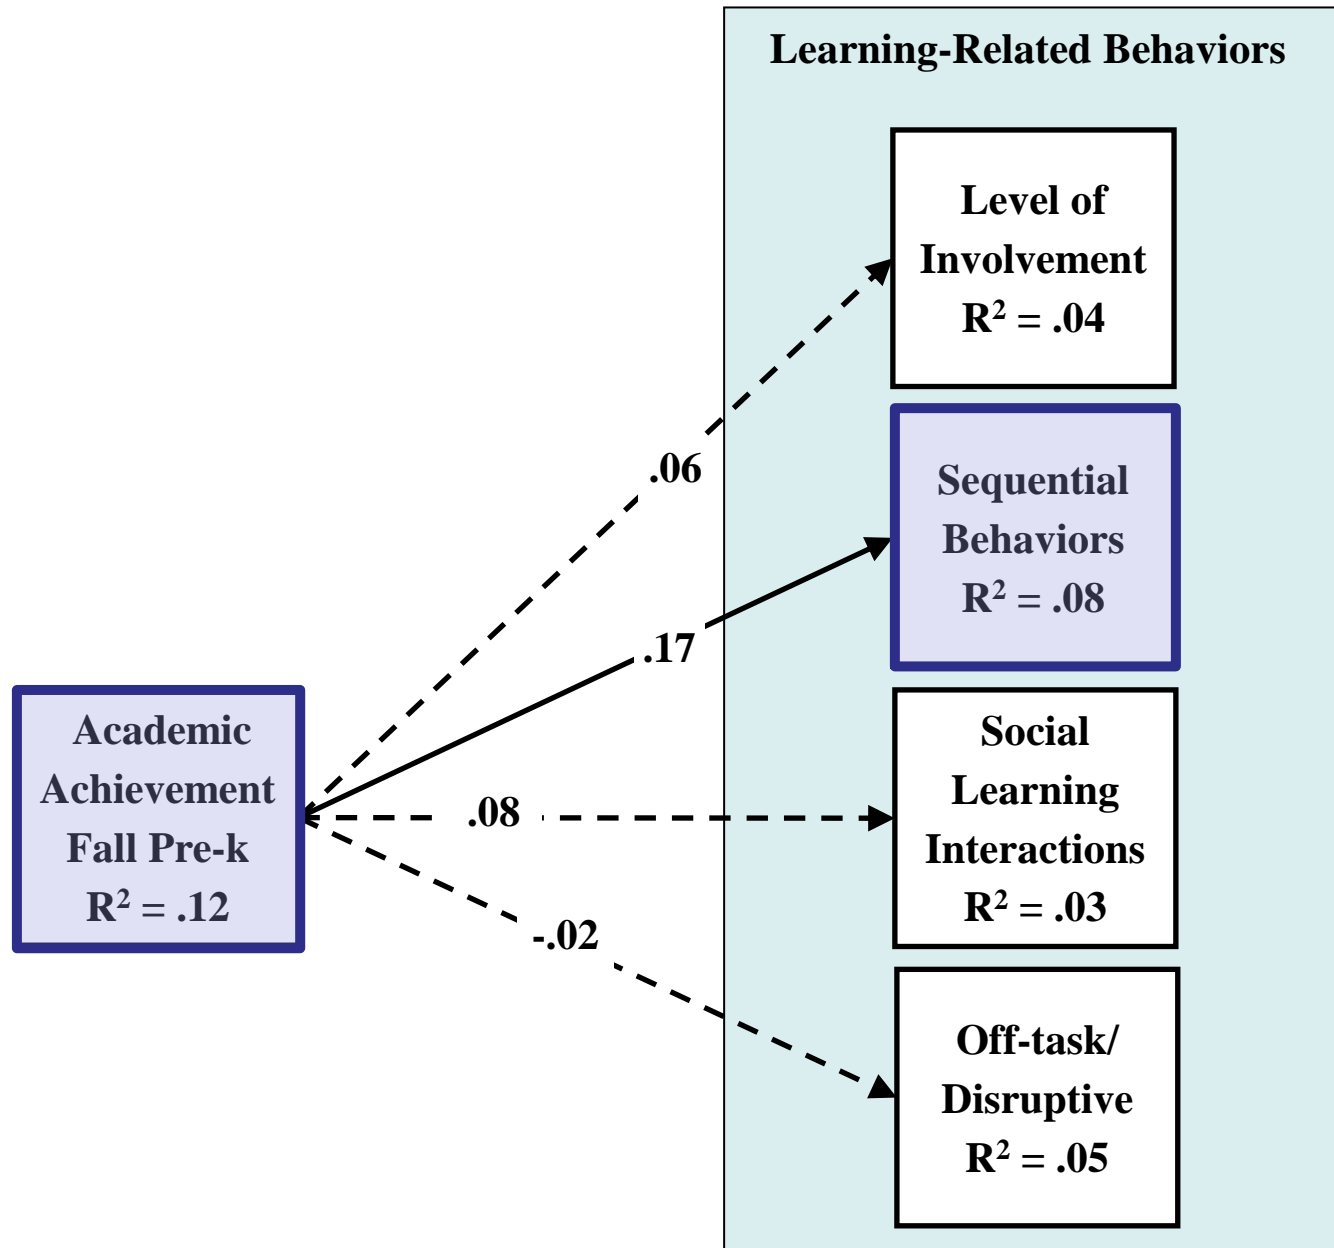 Learning-Related Behaviors
Level of
Involvement
R² = .04
.06
Sequential
Behaviors
R² = .08
.17
Academic
Achievement
Fall Pre-k
R² = .12
Social
Learning
Interactions
R² = .03
.08
-.02
Off-task/
Disruptive
R² = .05